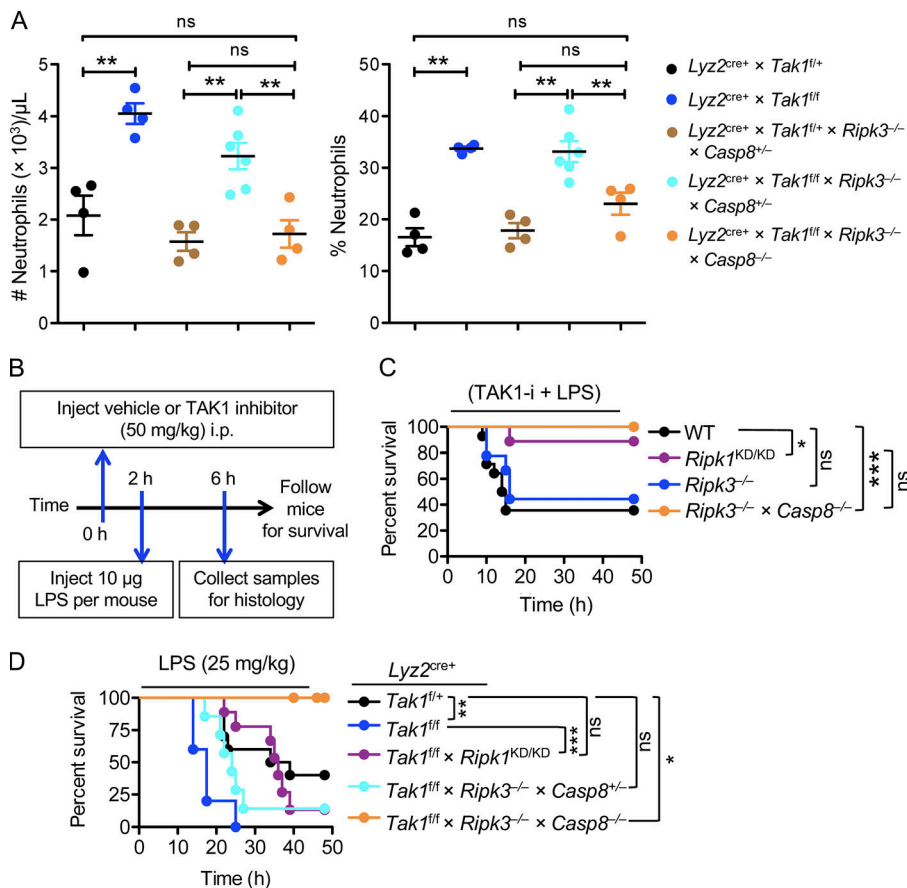 A
ns
ns
**
**
**
5
4
3
2
1
0
# Neutrophils (× 10³)/µL
ns
ns
**
**
**
50
40
30
20
10
0
% Neutrophils
Lyz2cre+ × Tak1f/+
Lyz2cre+ × Tak1f/f
Lyz2cre+ × Tak1f/+ × Ripk3–/–
× Casp8+/–
Lyz2cre+ × Tak1f/f × Ripk3–/–
× Casp8+/–
Lyz2cre+ × Tak1f/f × Ripk3–/–
× Casp8–/–
B
Inject vehicle or TAK1 inhibitor
(50 mg/kg) i.p.
Time
0 h
2 h
6 h
Follow
mice
for survival
Inject 10 µg
LPS per mouse
Collect samples
for histology
C
(TAK1-i + LPS)
Percent survival
100
80
60
40
20
0
0 10 20 30 40 50
Time (h)
WT
Ripk1KD/KD
Ripk3–/–
Ripk3–/– × Casp8–/–
*
ns
***
ns
D
LPS (25 mg/kg)
Percent survival
100
75
50
25
0
0 10 20 30 40 50
Time (h)
Lyz2cre+
Tak1f/+
Tak1f/f
Tak1f/f × Ripk1KD/KD
Tak1f/f × Ripk3–/– × Casp8+/–
Tak1f/f × Ripk3–/– × Casp8–/–
**
***
ns
ns
*